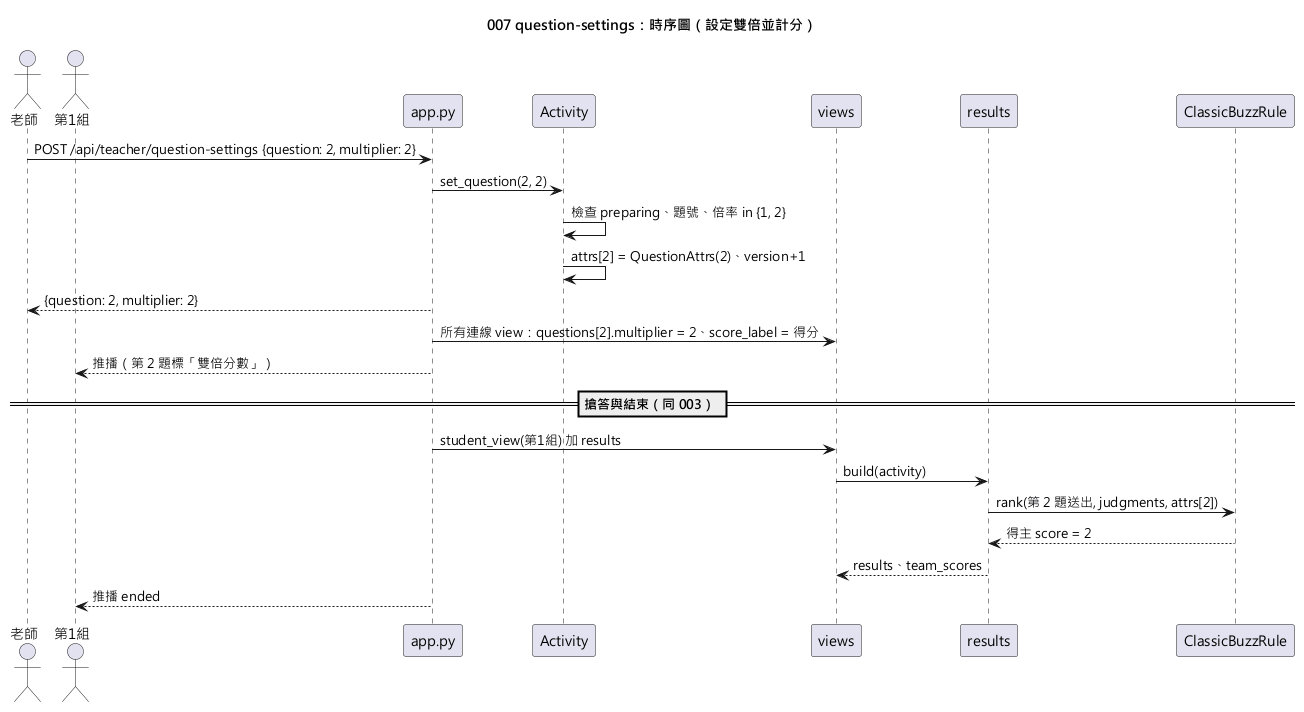 007 question-settings：時序圖（設定雙倍並計分）
老師
第1組
app.py
Activity
views
results
ClassicBuzzRule
POST /api/teacher/question-settings {question: 2, multiplier: 2}
set_question(2, 2)
檢查 preparing、題號、倍率 in {1, 2}
attrs[2] = QuestionAttrs(2)、version+1
{question: 2, multiplier: 2}
所有連線 view：questions[2].multiplier = 2、score_label = 得分
推播（第 2 題標「雙倍分數」）
搶答與結束（同 003）
student_view(第1組) 加 results
build(activity)
rank(第 2 題送出, judgments, attrs[2])
得主 score = 2
results、team_scores
推播 ended
老師
第1組
app.py
Activity
views
results
ClassicBuzzRule